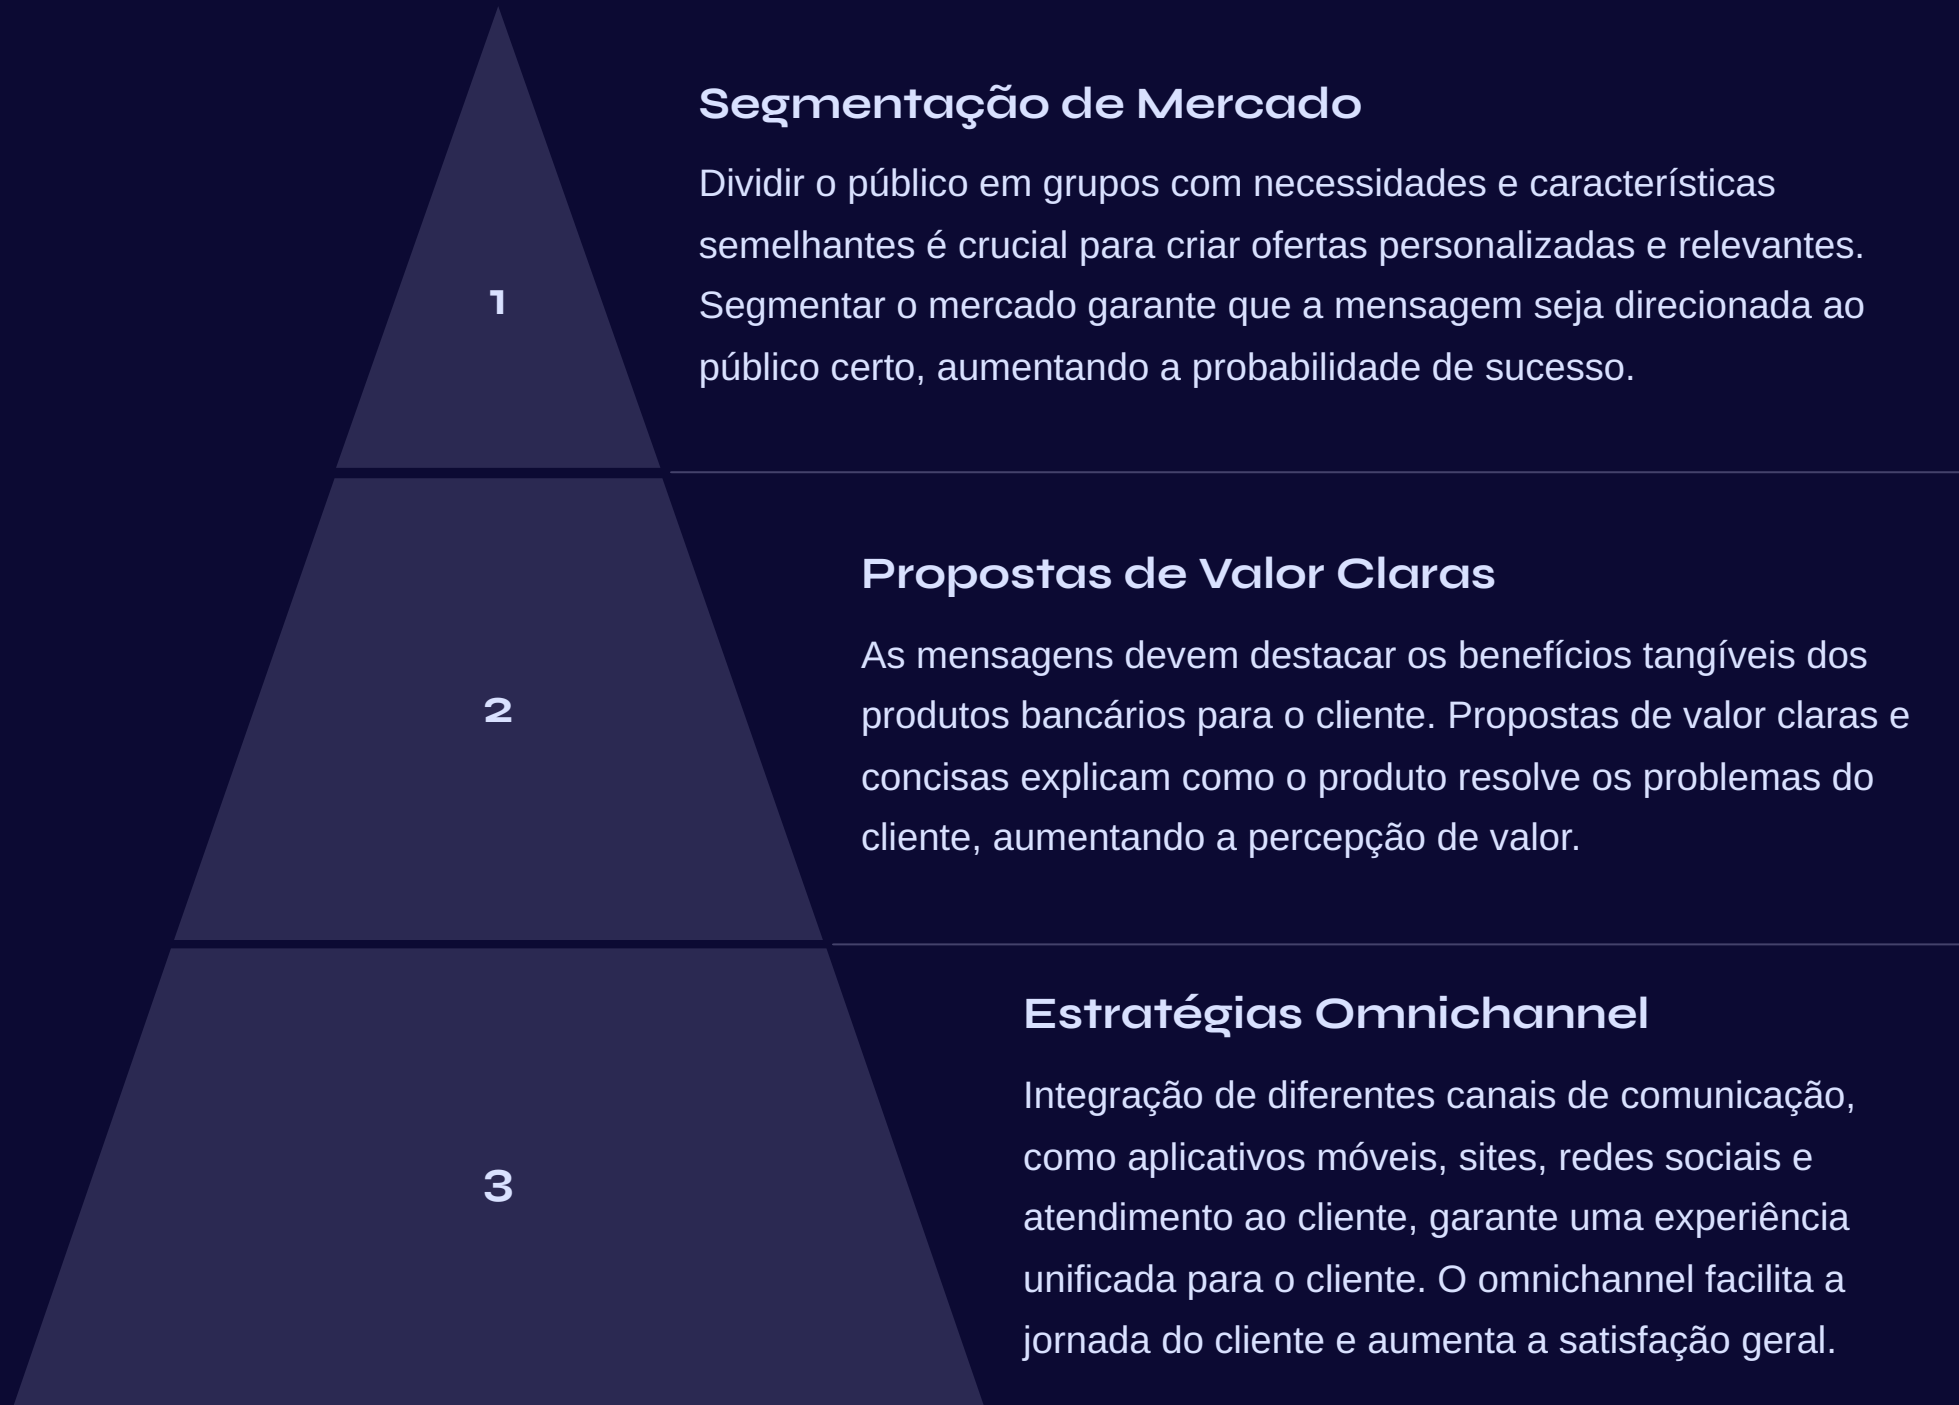 Segmentação de Mercado
Dividir o público em grupos com necessidades e características
semelhantes é crucial para criar ofertas personalizadas e relevantes.
Segmentar o mercado garante que a mensagem seja direcionada ao
público certo, aumentando a probabilidade de sucesso.
1
Propostas de Valor Claras
As mensagens devem destacar os benefícios tangíveis dos
produtos bancários para o cliente. Propostas de valor claras e
concisas explicam como o produto resolve os problemas do
cliente, aumentando a percepção de valor.
2
Estratégias Omnichannel
Integração de diferentes canais de comunicação,
como aplicativos móveis, sites, redes sociais e
atendimento ao cliente, garante uma experiência
unificada para o cliente. O omnichannel facilita a
jornada do cliente e aumenta a satisfação geral.
3